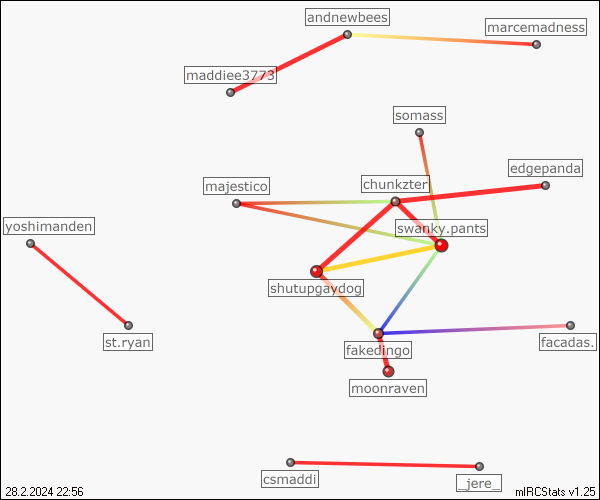 andnewbees
marcemadness
maddiee3773
somass
edgepanda
chunkzter
majestico
yoshimanden
swanky.pants
shutupgaydog
st.ryan
fakedingo
facadas.
moonraven
csmaddi
_jere_
28.2.2024 22:56
mIRCStats v1.25